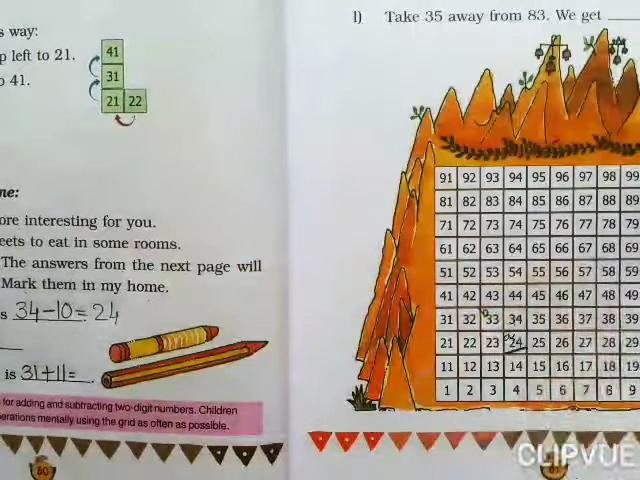 s way:
p left to 21.
o 41.
41
31
21 22
me:
ore interesting for you.
eets to eat in some rooms.
The answers from the next page will
Mark them in my home.
s 34-10= 24
is 31+11=
for adding and subtracting two-digit numbers. Children
perations mentally using the grid as often as possible.
80
l) Take 35 away from 83. We get
91 92 93 94 95 96 97 98 99
81 82 83 84 85 86 87 88 89
71 72 73 74 75 76 77 78 79
61 62 63 64 65 66 67 68 69
51 52 53 54 55 56 57 58 59
41 42 43 44 45 46 47 48 49
31 32 33 34 35 36 37 38 39
21 22 23 24 25 26 27 28 29
11 12 13 14 15 16 17 18 19
1 2 3 4 5 6 7 8 9
81
CLIPVUE